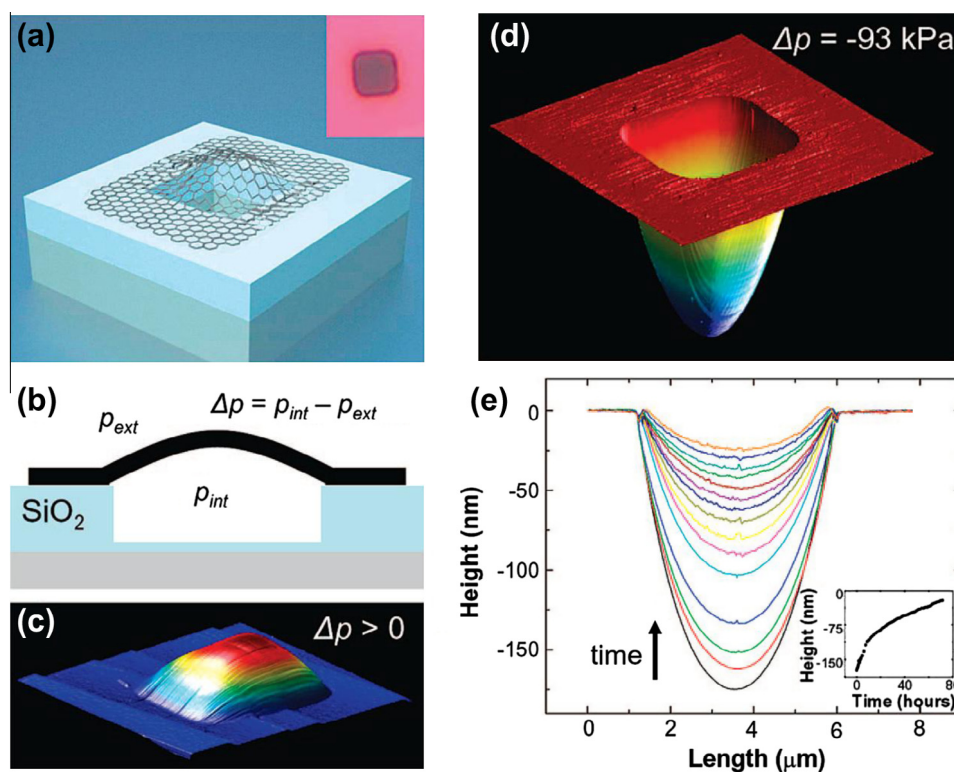 (a)
(b)
p_ext
Δp = p_int – p_ext
p_int
SiO₂
(c)
Δp > 0
(d)
Δp = -93 kPa
(e)
0
-50
-100
-150
Height (nm)
time
0
-75
-150
Height (nm)
0
40
80
Time (hours)
0
2
4
6
8
Length (μm)